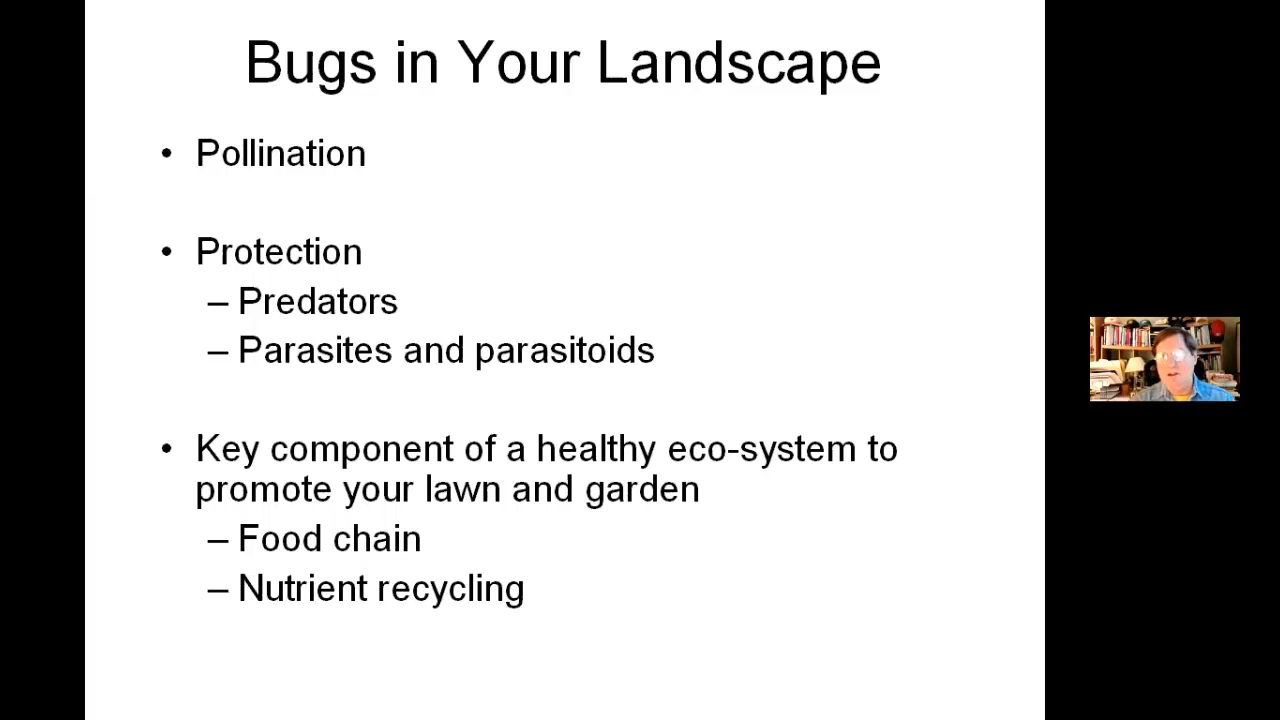 Bugs in Your Landscape
• Pollination
• Protection
– Predators
– Parasites and parasitoids
• Key component of a healthy eco-system to
promote your lawn and garden
– Food chain
– Nutrient recycling